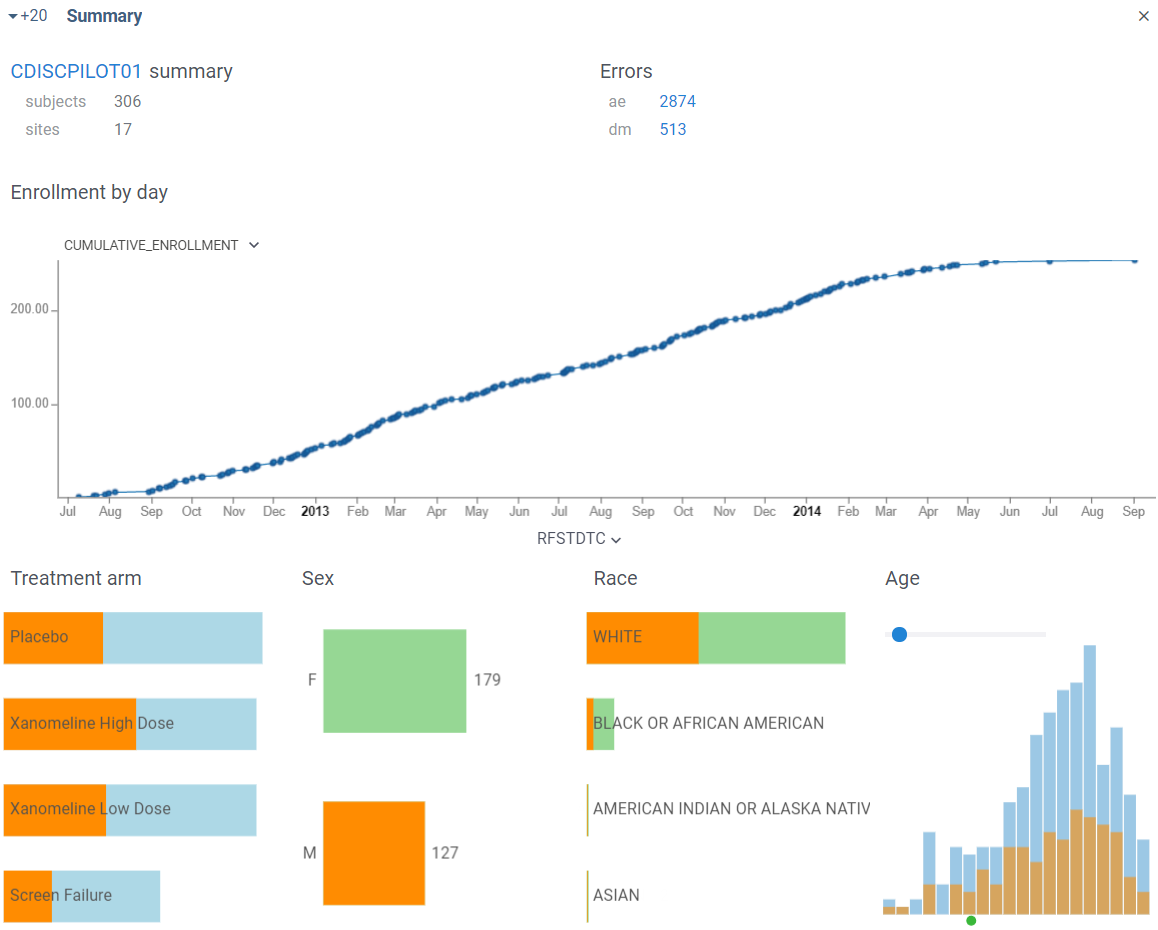 +20 Summary ×
CDISCPILOT01 summary
subjects 306
sites 17
Errors
ae 2874
dm 513
Enrollment by day
CUMULATIVE_ENROLLMENT
200.00
100.00
Jul Aug Sep Oct Nov Dec 2013 Feb Mar Apr May Jun Jul Aug Sep Oct Nov Dec 2014 Feb Mar Apr May Jun Jul Aug Sep
RFSTDTC
Treatment arm
Placebo
Xanomeline High Dose
Xanomeline Low Dose
Screen Failure
Sex
F 179
M 127
Race
WHITE
BLACK OR AFRICAN AMERICAN
AMERICAN INDIAN OR ALASKA NATIV
ASIAN
Age